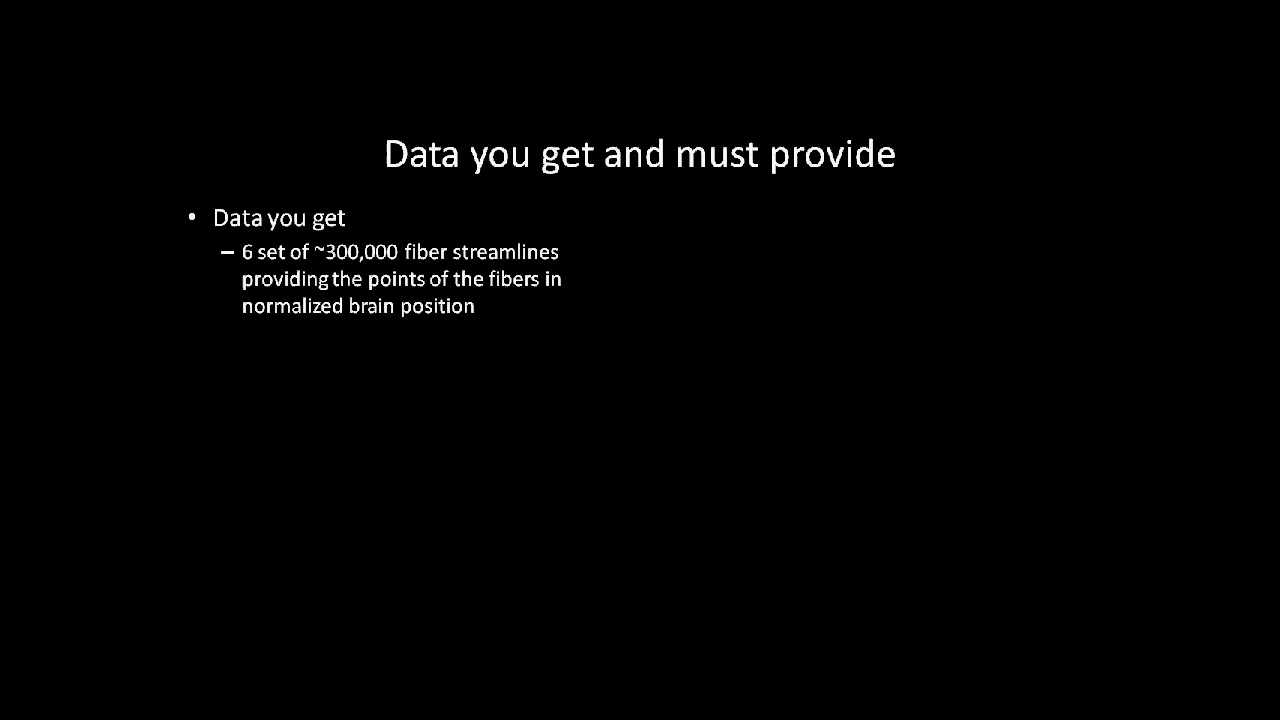 Data you get and must provide
• Data you get
– 6 set of ~300,000 fiber streamlines
providing the points of the fibers in
normalized brain position